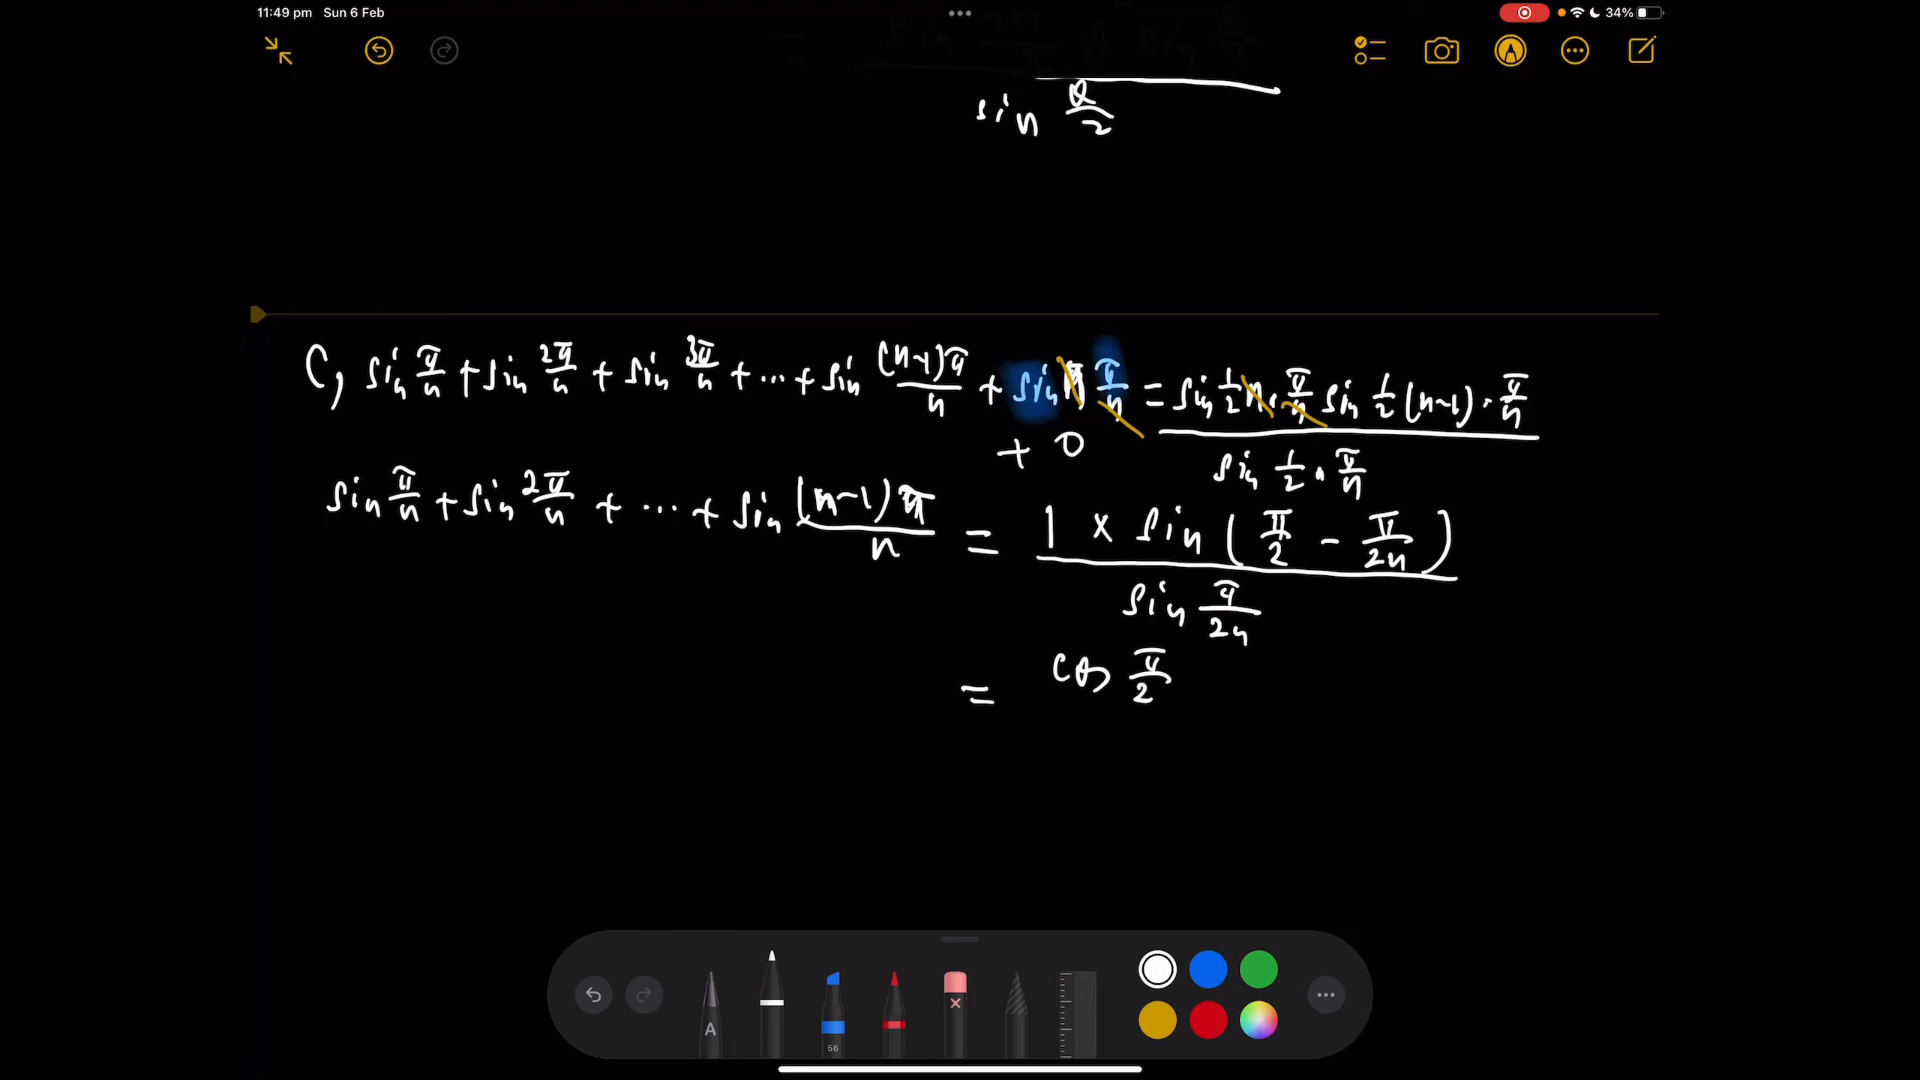 11:49 pm Sun 6 Feb 34%
sin θ/2
C, sin π/n + sin 2π/n + sin 3π/n + ... + sin (n-1)π/n + sin n π/n = sin 1/2 n · π/n sin 1/2 (n-1) · π/n / sin 1/2 · π/n
+ 0
sin π/n + sin 2π/n + ... + sin (n-1)π/n = 1 × sin ( π/2 - π/2n ) / sin π/2n
= cos π/2
A
56